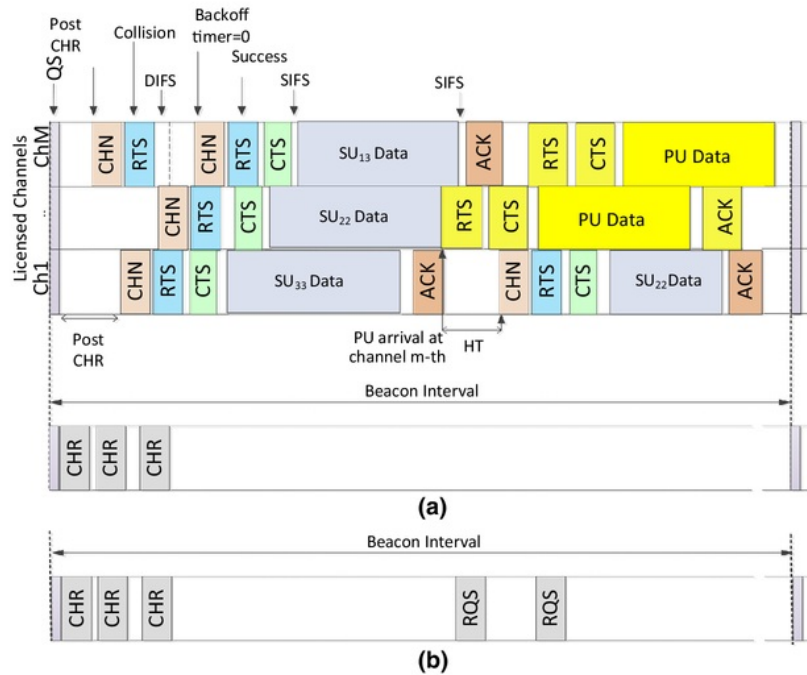 Post
CHR
Collision
Backoff
timer=0
QS
DIFS
Success
SIFS
SIFS
Licensed Channels
ChM
CHN
RTS
CHN
RTS
CTS
SU13 Data
ACK
RTS
CTS
PU Data
..
CHN
RTS
CTS
SU22 Data
RTS
CTS
PU Data
ACK
Ch1
CHN
RTS
CTS
SU33 Data
ACK
CHN
RTS
CTS
SU22 Data
ACK
Post
CHR
PU arrival at
channel m-th
HT
Beacon Interval
CHR
CHR
CHR
(a)
Beacon Interval
CHR
CHR
CHR
RQS
RQS
(b)